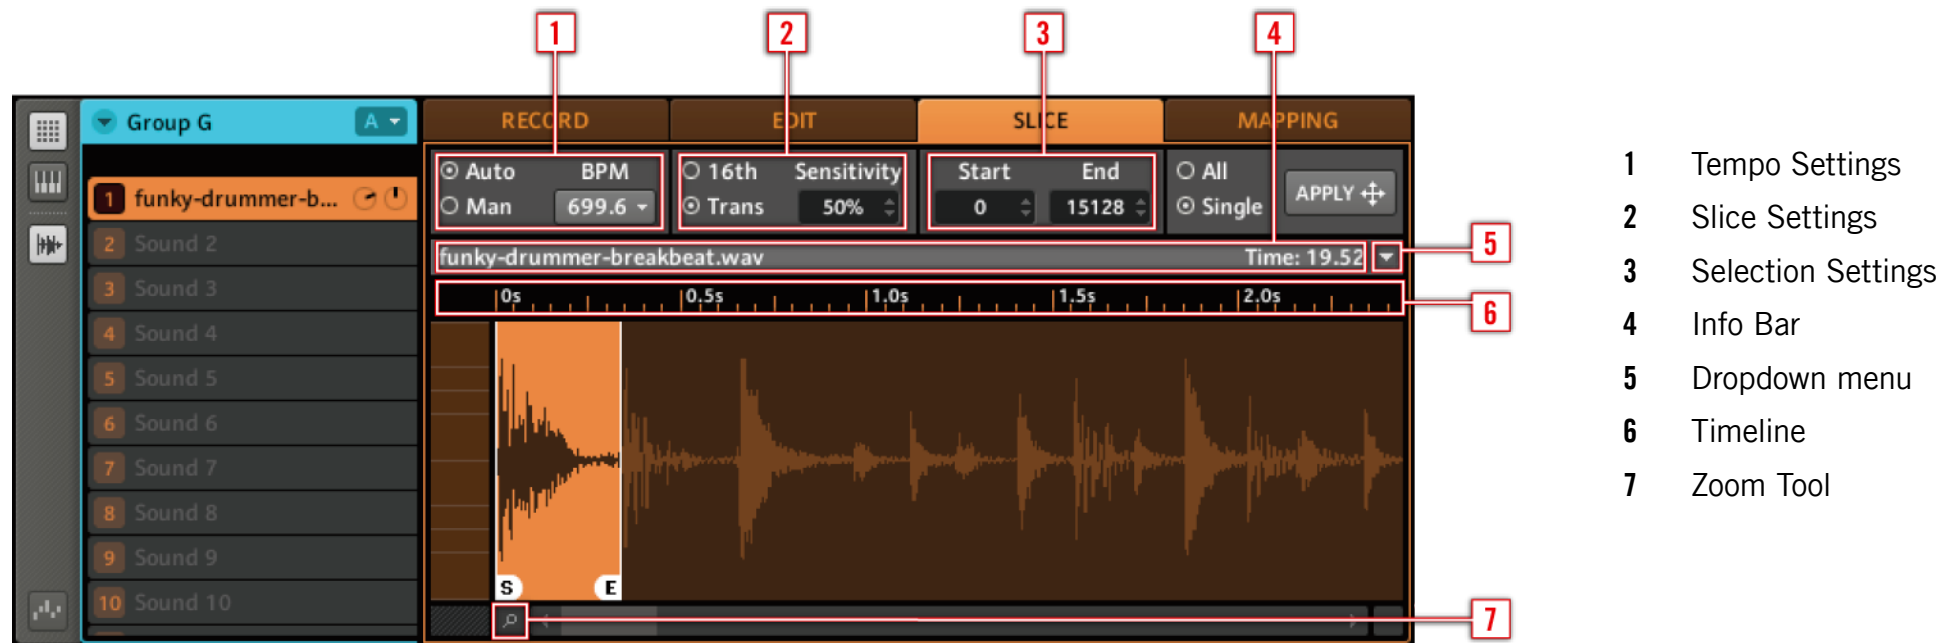 1 2 3 4
Group G A RECORD EDIT SLICE MAPPING
Auto BPM 16th Sensitivity Start End All APPLY
Man 699.6 Trans 50% 0 15128 Single
1 funky-drummer-b...
2 Sound 2
3 Sound 3
4 Sound 4
5 Sound 5
6 Sound 6
7 Sound 7
8 Sound 8
9 Sound 9
10 Sound 10
funky-drummer-breakbeat.wav Time: 19.52
5
0s 0.5s 1.0s 1.5s 2.0s
6
S E
7
1 Tempo Settings
2 Slice Settings
3 Selection Settings
4 Info Bar
5 Dropdown menu
6 Timeline
7 Zoom Tool